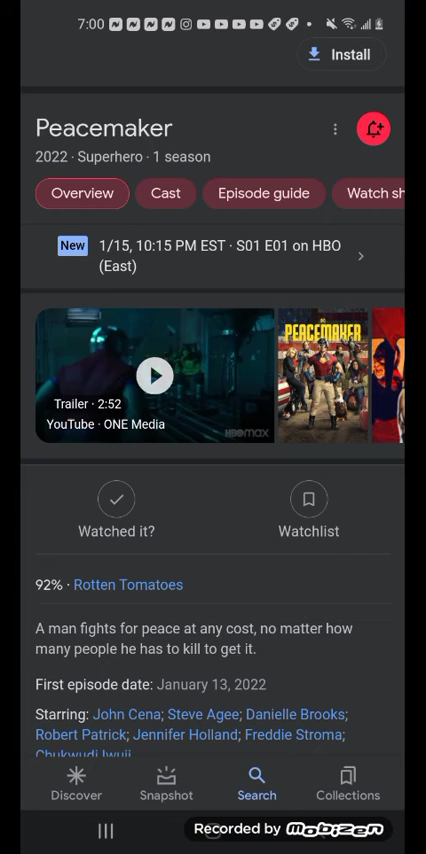 7:00
Install
Peacemaker
2022 · Superhero · 1 season
Overview
Cast
Episode guide
Watch sh
New
1/15, 10:15 PM EST · S01 E01 on HBO
(East)
Trailer · 2:52
YouTube · ONE Media
HBOMAX
PEACEMAKER
Watched it?
Watchlist
92% · Rotten Tomatoes
A man fights for peace at any cost, no matter how
many people he has to kill to get it.
First episode date: January 13, 2022
Starring: John Cena; Steve Agee; Danielle Brooks;
Robert Patrick; Jennifer Holland; Freddie Stroma;
Chukwudi Iwuji
Discover
Snapshot
Search
Collections
Recorded by Mobizen